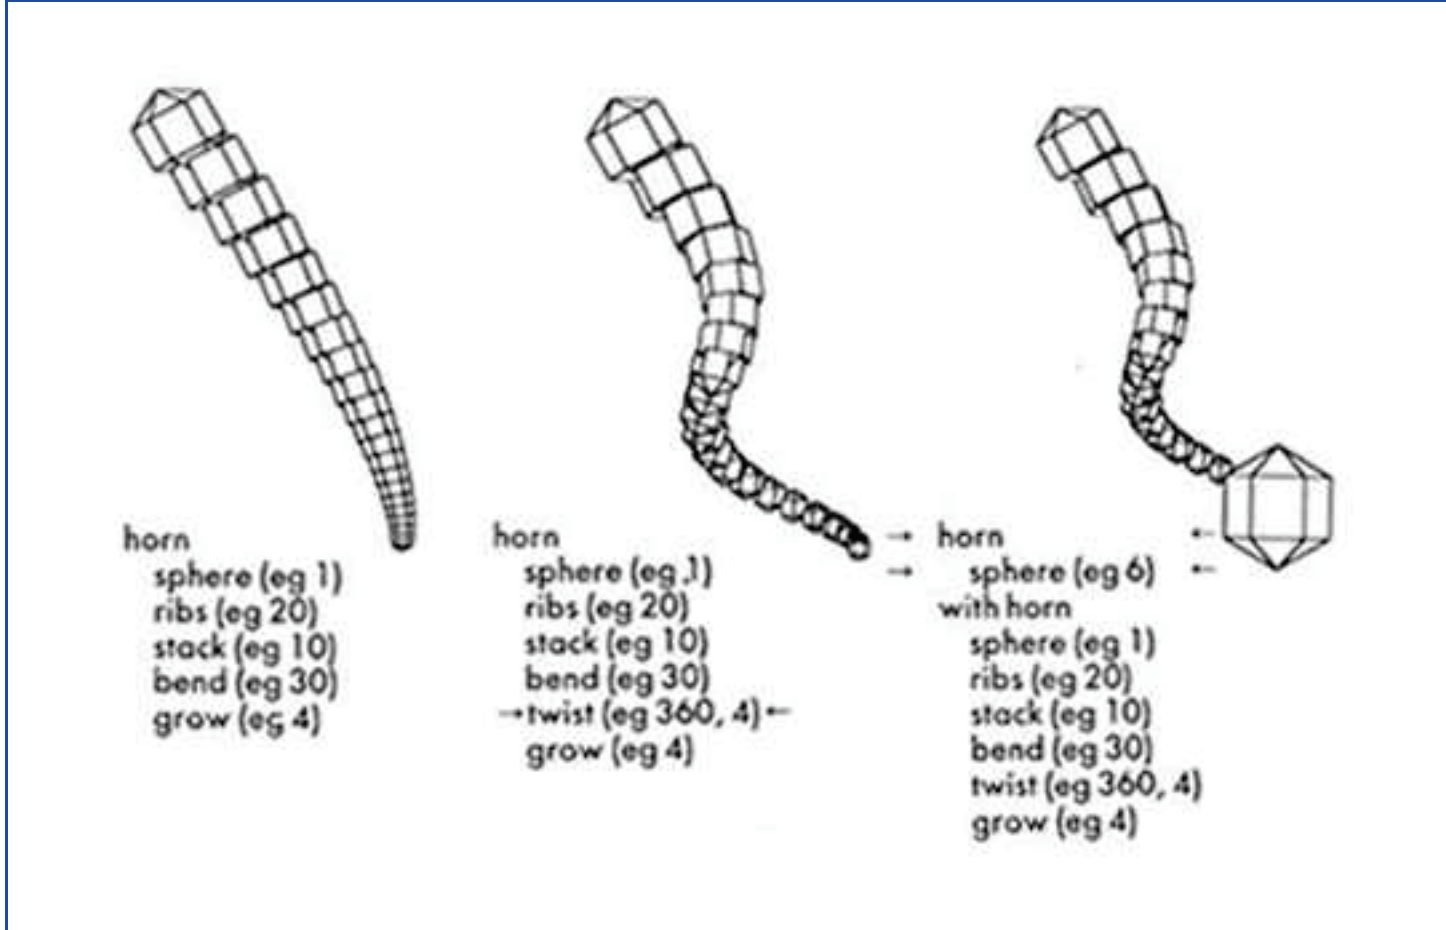 horn
sphere (eg 1)
ribs (eg 20)
stack (eg 10)
bend (eg 30)
grow (eg 4)
horn
sphere (eg 1)
ribs (eg 20)
stack (eg 10)
bend (eg 30)
→twist (eg 360, 4)←
grow (eg 4)
→ horn ←
→ sphere (eg 6) ←
with horn
sphere (eg 1)
ribs (eg 20)
stack (eg 10)
bend (eg 30)
twist (eg 360, 4)
grow (eg 4)